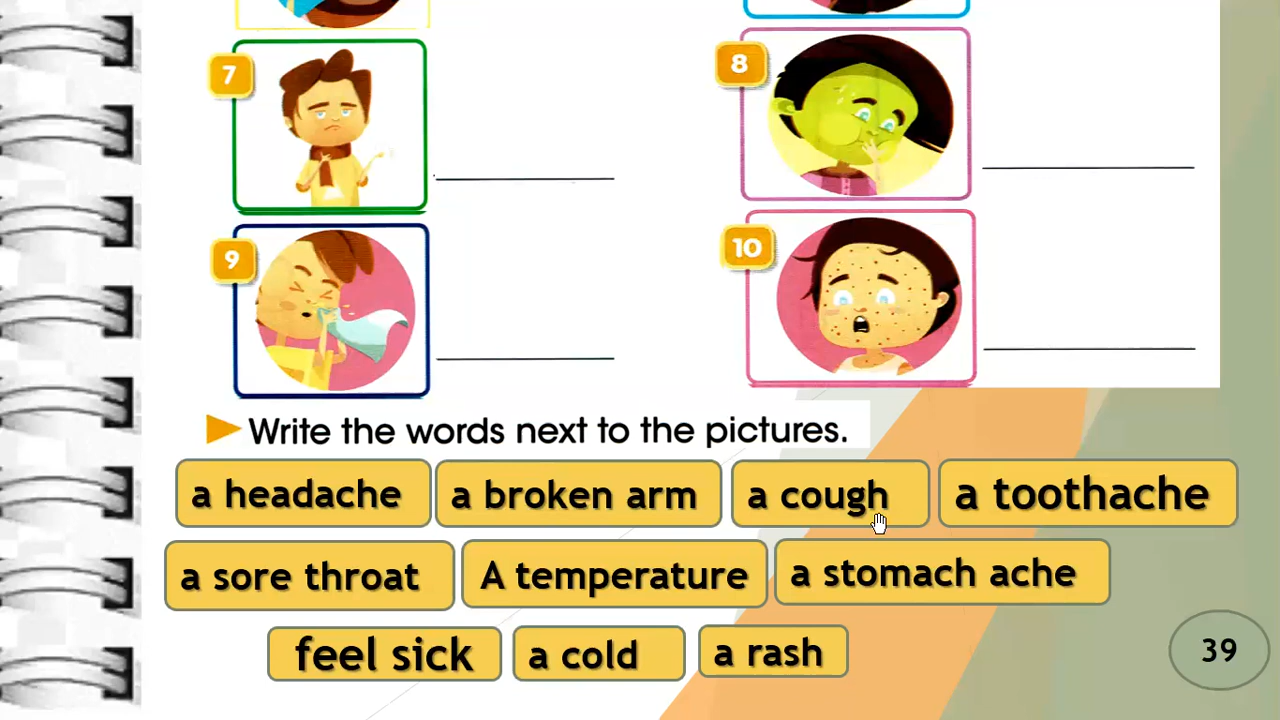 7
8
9
10
Write the words next to the pictures.
a headache a broken arm a cough a toothache
a sore throat A temperature a stomach ache
feel sick a cold a rash
39